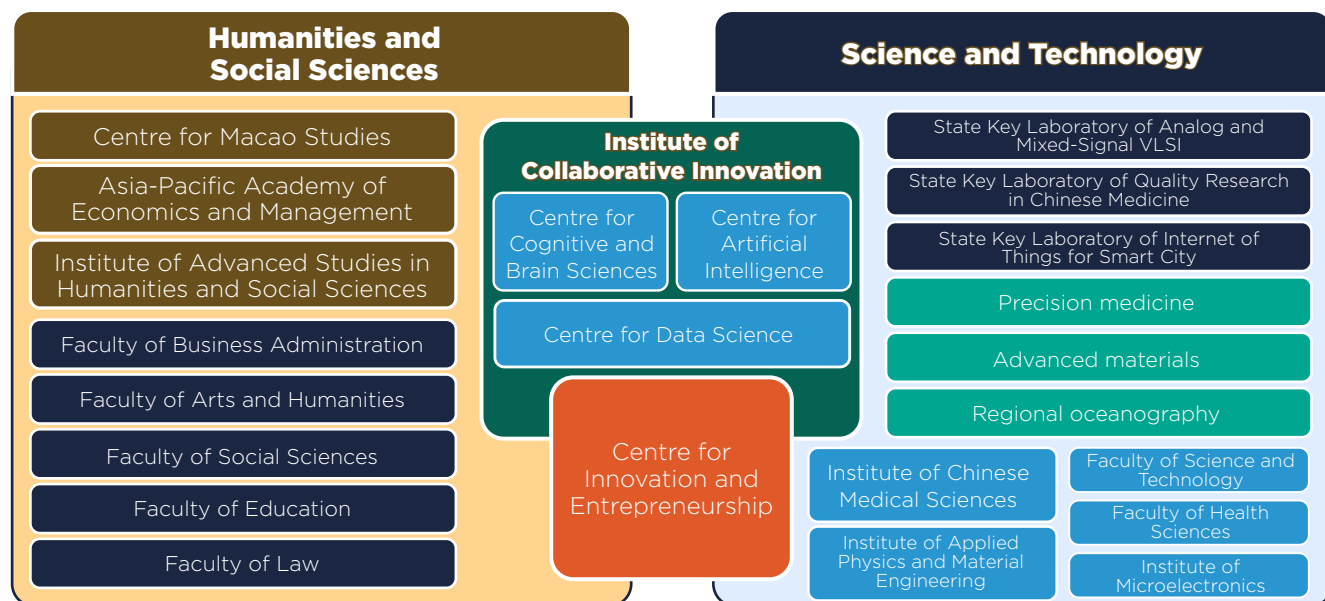 Humanities and
Social Sciences
Centre for Macao Studies
Asia-Pacific Academy of
Economics and Management
Institute of Advanced Studies in
Humanities and Social Sciences
Faculty of Business Administration
Faculty of Arts and Humanities
Faculty of Social Sciences
Faculty of Education
Faculty of Law
Institute of
Collaborative Innovation
Centre for
Cognitive and
Brain Sciences
Centre for
Artificial
Intelligence
Centre for Data Science
Centre for
Innovation and
Entrepreneurship
Science and Technology
State Key Laboratory of Analog and
Mixed-Signal VLSI
State Key Laboratory of Quality Research
in Chinese Medicine
State Key Laboratory of Internet of
Things for Smart City
Precision medicine
Advanced materials
Regional oceanography
Institute of Chinese
Medical Sciences
Institute of Applied
Physics and Material
Engineering
Faculty of Science and
Technology
Faculty of Health
Sciences
Institute of
Microelectronics